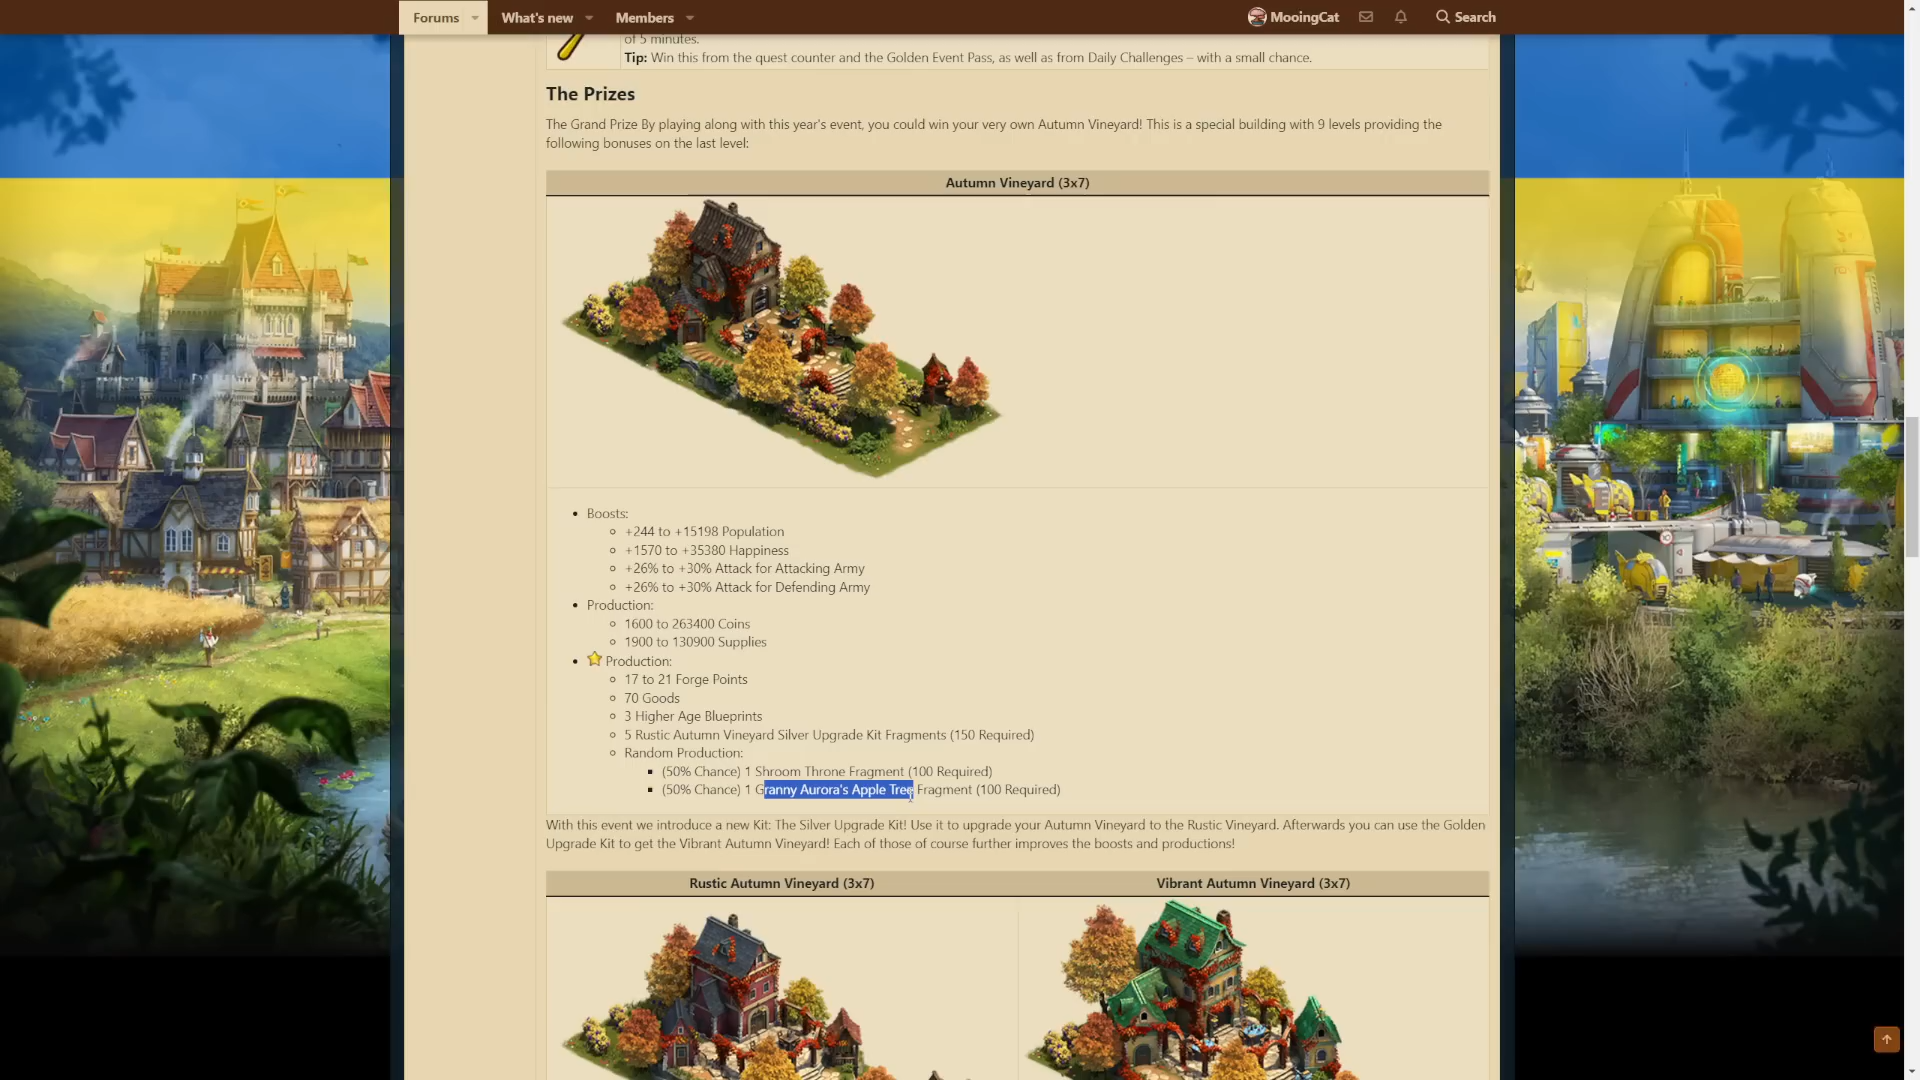 Forums
What's new
Members
MooingCat
Search
of 5 minutes.
Tip: Win this from the quest counter and the Golden Event Pass, as well as from Daily Challenges – with a small chance.
The Prizes
The Grand Prize By playing along with this year's event, you could win your very own Autumn Vineyard! This is a special building with 9 levels providing the
following bonuses on the last level:
Autumn Vineyard (3x7)
Boosts:
+244 to +15198 Population
+1570 to +35380 Happiness
+26% to +30% Attack for Attacking Army
+26% to +30% Attack for Defending Army
Production:
1600 to 263400 Coins
1900 to 130900 Supplies
Production:
17 to 21 Forge Points
70 Goods
3 Higher Age Blueprints
5 Rustic Autumn Vineyard Silver Upgrade Kit Fragments (150 Required)
Random Production:
(50% Chance) 1 Shroom Throne Fragment (100 Required)
(50% Chance) 1 Granny Aurora's Apple Tree Fragment (100 Required)
With this event we introduce a new Kit: The Silver Upgrade Kit! Use it to upgrade your Autumn Vineyard to the Rustic Vineyard. Afterwards you can use the Golden
Upgrade Kit to get the Vibrant Autumn Vineyard! Each of those of course further improves the boosts and productions!
Rustic Autumn Vineyard (3x7)
Vibrant Autumn Vineyard (3x7)